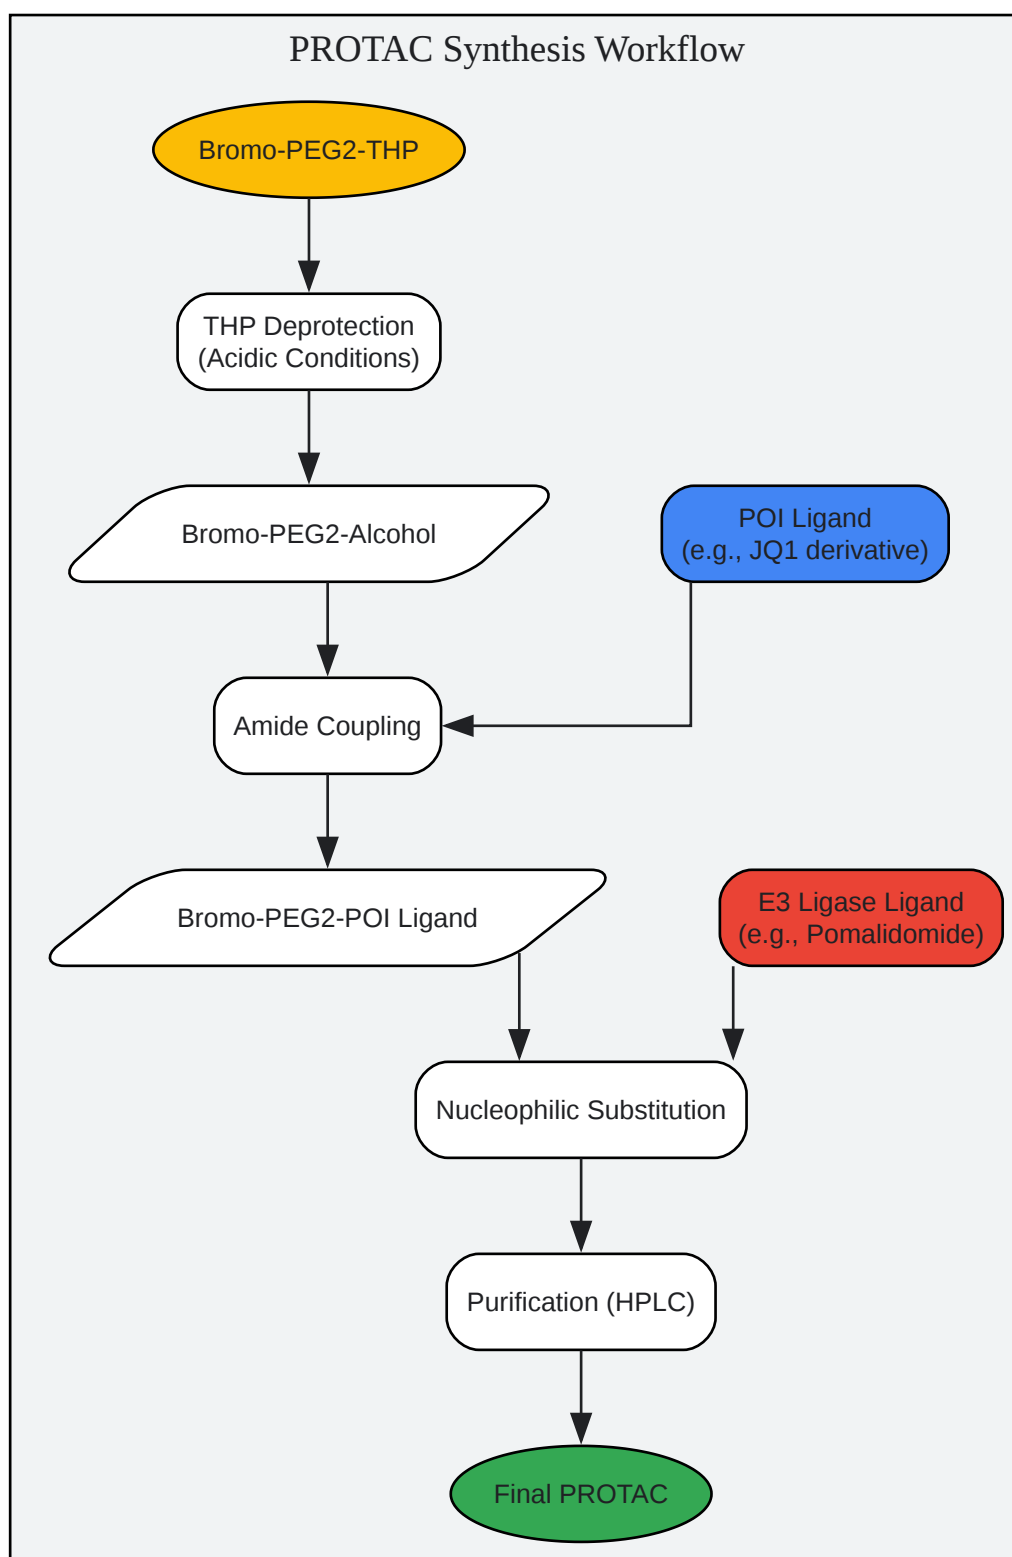 PROTAC Synthesis Workflow
Bromo-PEG2-THP
THP Deprotection
(Acidic Conditions)
Bromo-PEG2-Alcohol
POI Ligand
(e.g., JQ1 derivative)
Amide Coupling
Bromo-PEG2-POI Ligand
E3 Ligase Ligand
(e.g., Pomalidomide)
Nucleophilic Substitution
Purification (HPLC)
Final PROTAC